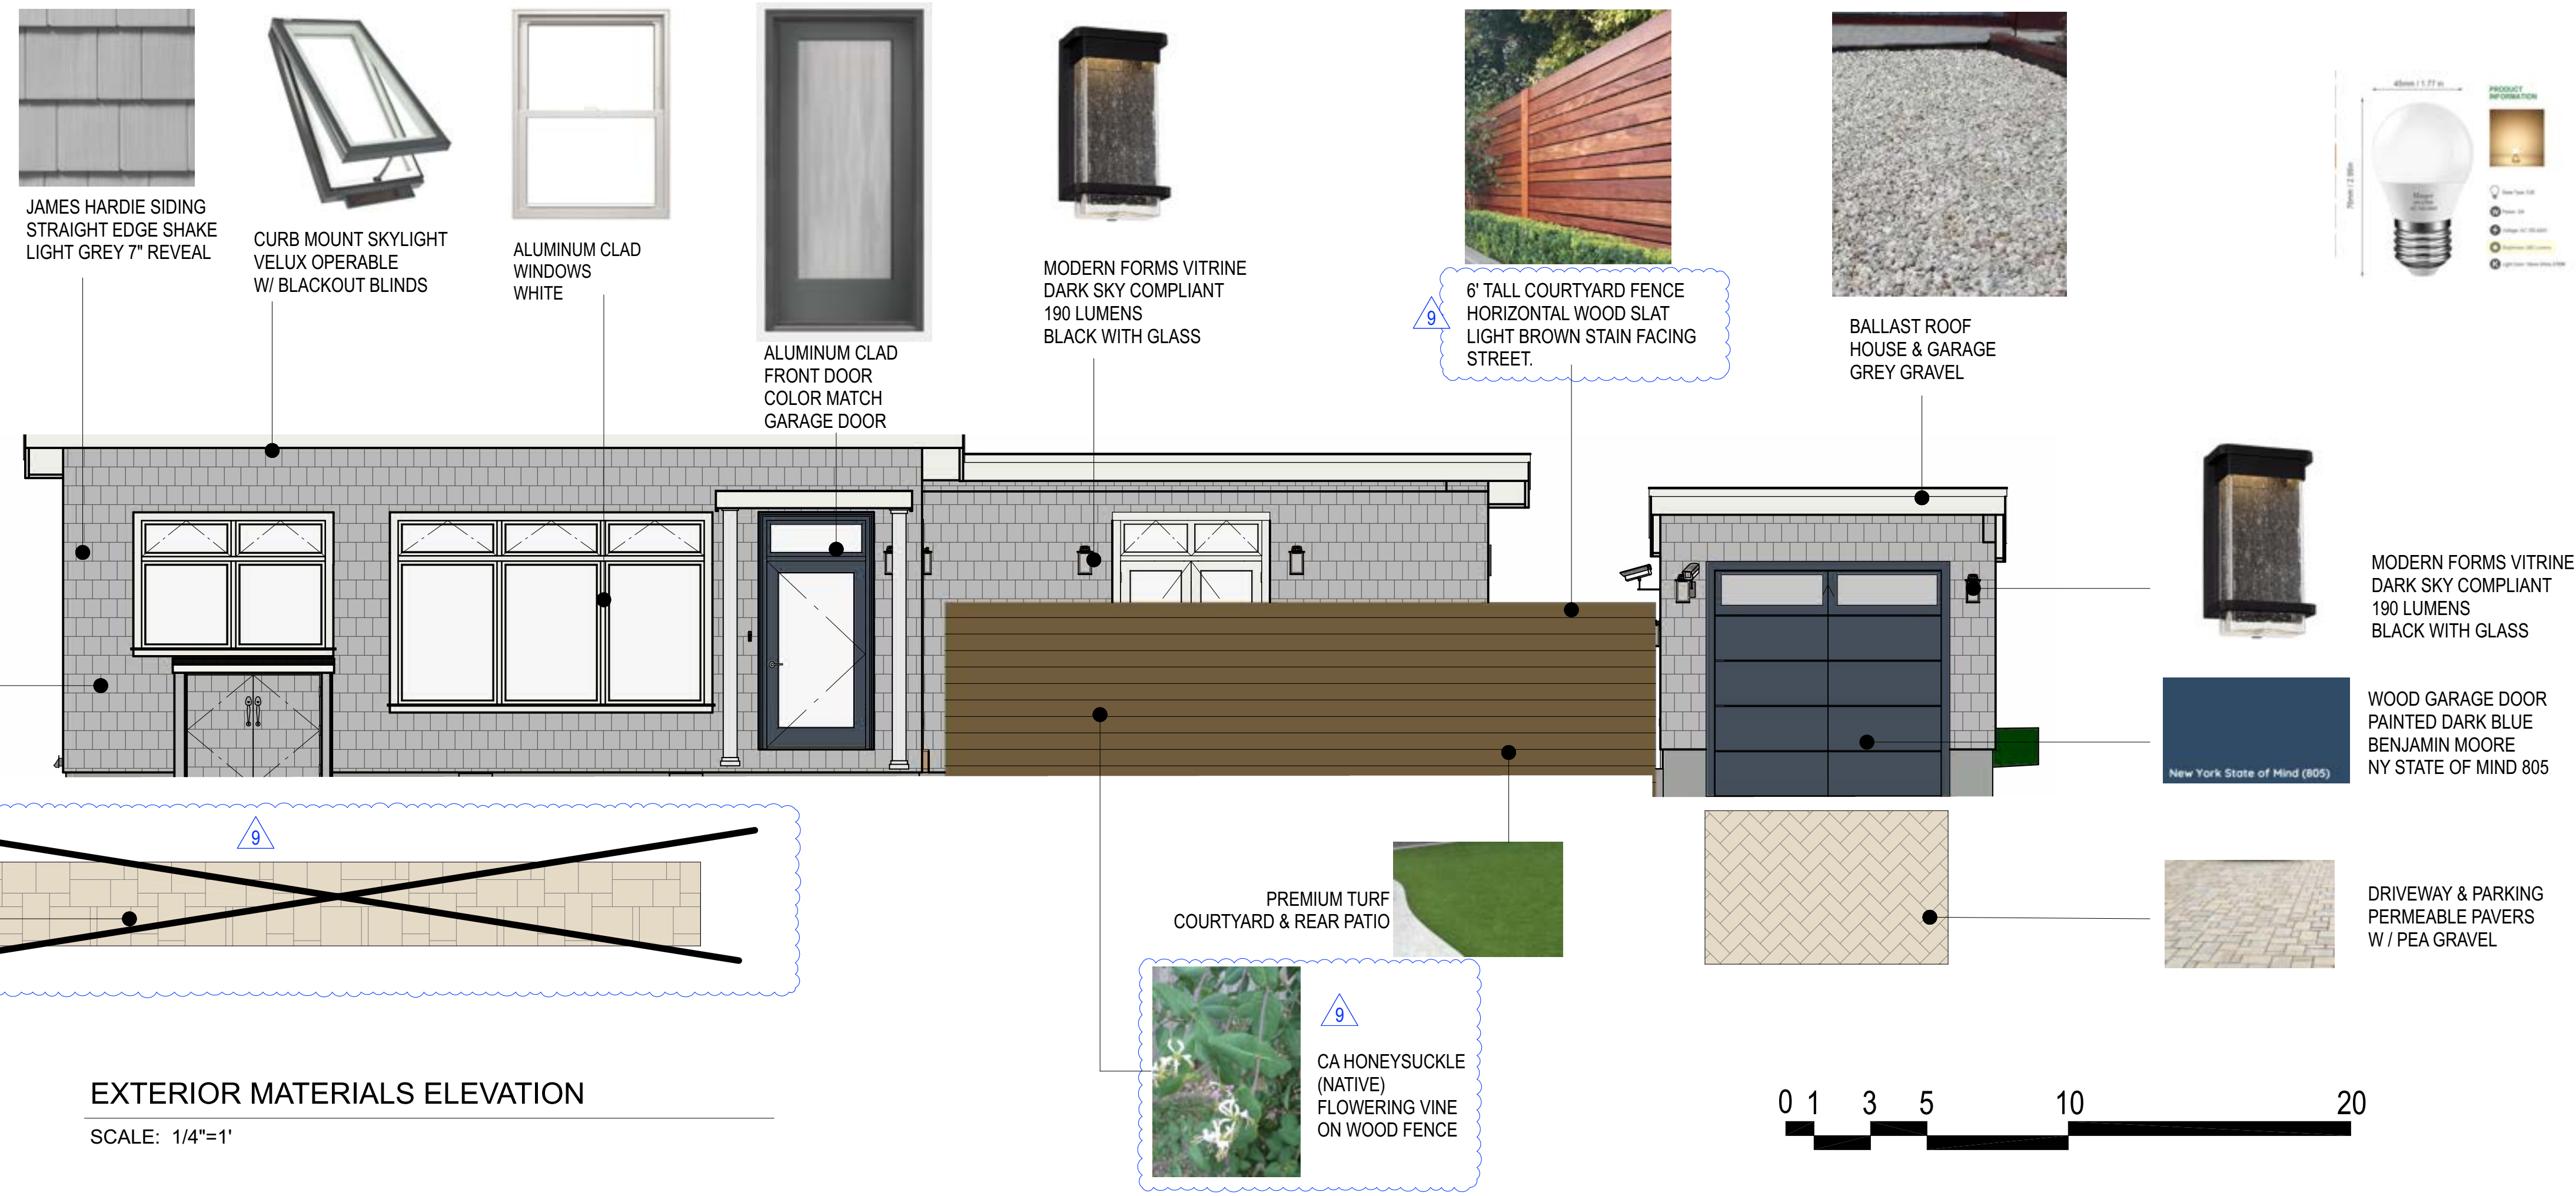 JAMES HARDIE SIDING
STRAIGHT EDGE SHAKE
LIGHT GREY 7" REVEAL
CURB MOUNT SKYLIGHT
VELUX OPERABLE
W/ BLACKOUT BLINDS
ALUMINUM CLAD
WINDOWS
WHITE
ALUMINUM CLAD
FRONT DOOR
COLOR MATCH
GARAGE DOOR
MODERN FORMS VITRINE
DARK SKY COMPLIANT
190 LUMENS
BLACK WITH GLASS
9
6' TALL COURTYARD FENCE
HORIZONTAL WOOD SLAT
LIGHT BROWN STAIN FACING
STREET.
BALLAST ROOF
HOUSE & GARAGE
GREY GRAVEL
45mm / 1.77 in
PRODUCT
INFORMATION
MODERN FORMS VITRINE
DARK SKY COMPLIANT
190 LUMENS
BLACK WITH GLASS
New York State of Mind (805)
WOOD GARAGE DOOR
PAINTED DARK BLUE
BENJAMIN MOORE
NY STATE OF MIND 805
9
PREMIUM TURF
COURTYARD & REAR PATIO
DRIVEWAY & PARKING
PERMEABLE PAVERS
W / PEA GRAVEL
9
CA HONEYSUCKLE
(NATIVE)
FLOWERING VINE
ON WOOD FENCE
EXTERIOR MATERIALS ELEVATION
SCALE: 1/4"=1'
0 1 3 5 10 20